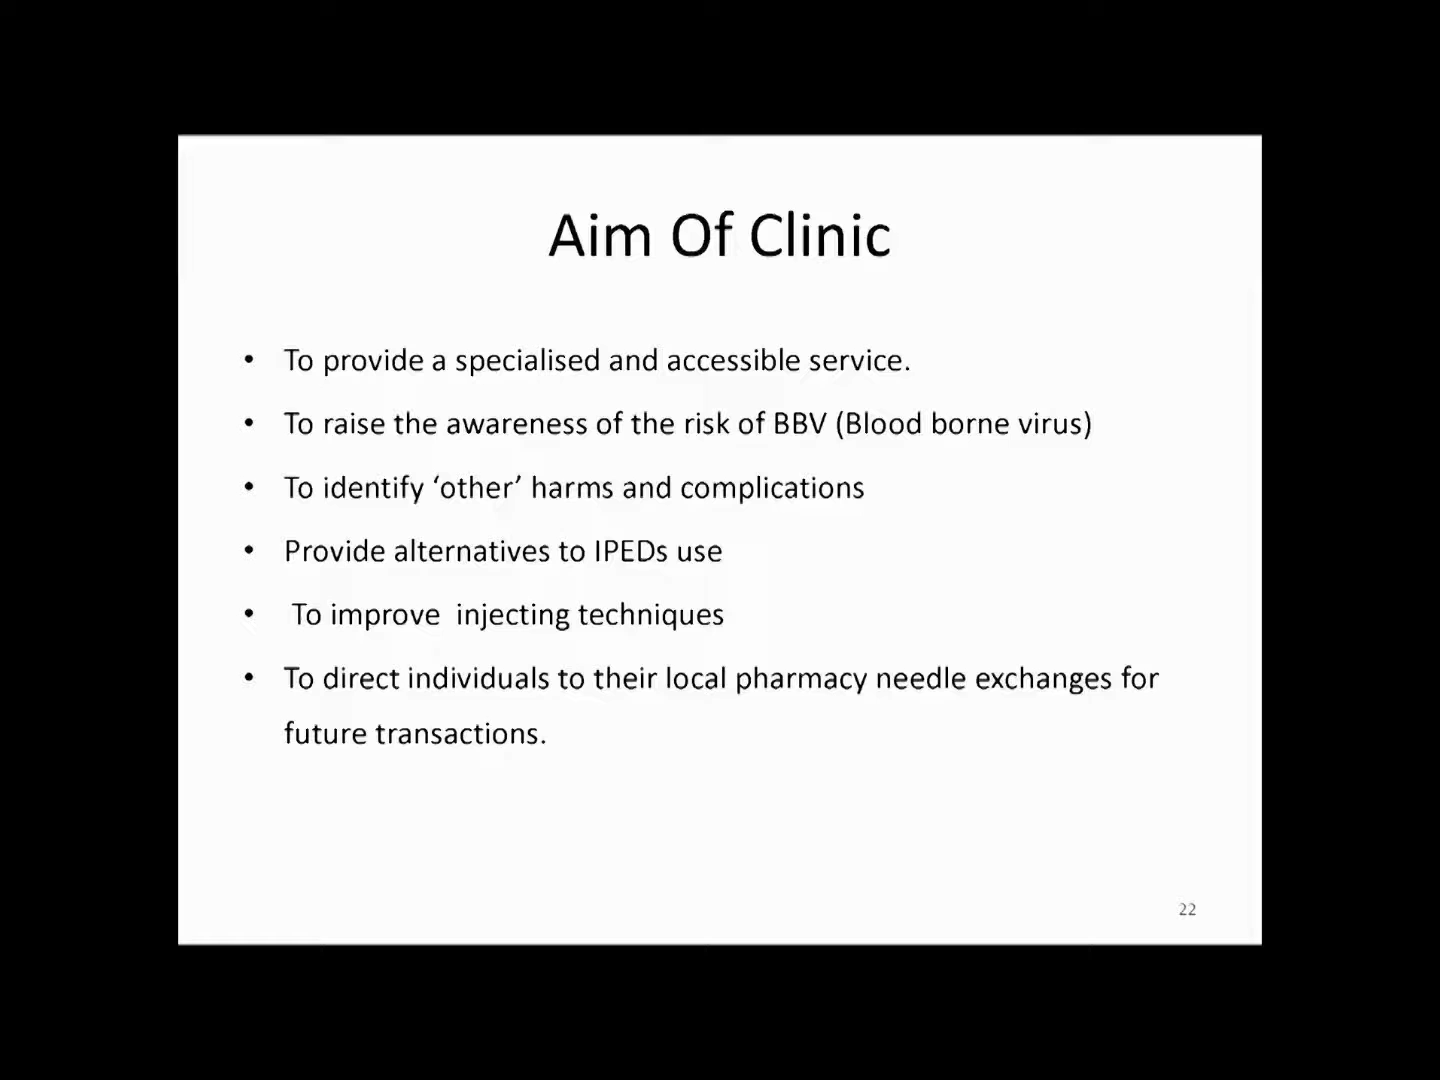 Aim Of Clinic
• To provide a specialised and accessible service.
• To raise the awareness of the risk of BBV (Blood borne virus)
• To identify ‘other’ harms and complications
• Provide alternatives to IPEDs use
• To improve  injecting techniques
• To direct individuals to their local pharmacy needle exchanges for
future transactions.
22